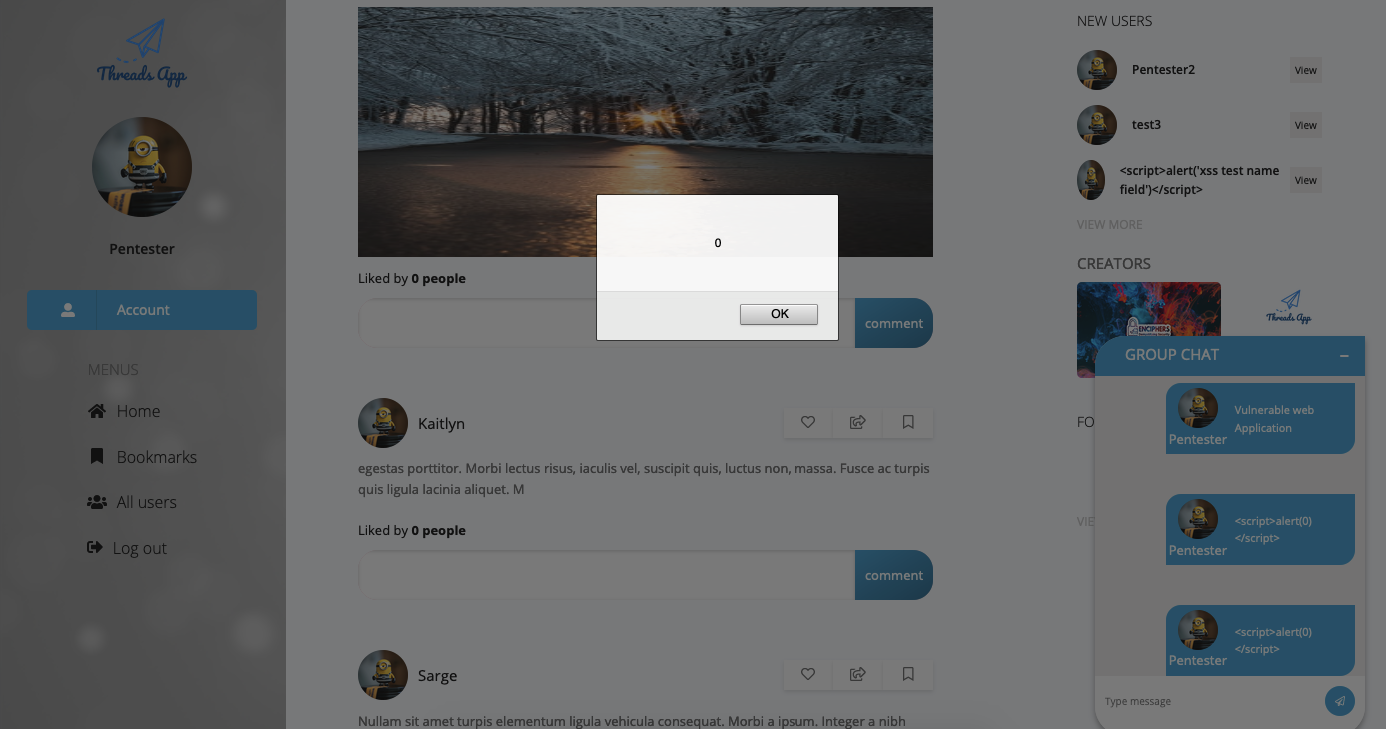 Threads App
Pentester
Account
MENUS
Home
Bookmarks
All users
Log out
Liked by 0 people
comment
Kaitlyn
egestas porttitor. Morbi lectus risus, iaculis vel, suscipit quis, luctus non, massa. Fusce ac turpis
quis ligula lacinia aliquet. M
Liked by 0 people
comment
Sarge
Nullam sit amet turpis elementum ligula vehicula consequat. Morbi a ipsum. Integer a nibh
0
OK
NEW USERS
Pentester2
View
test3
View
<script>alert('xss test name
field')</script>
View
VIEW MORE
CREATORS
ENCIPHERS
Threads App
FO
VIE
GROUP CHAT
Vulnerable web
Application
Pentester
<script>alert(0)
</script>
Pentester
<script>alert(0)
</script>
Pentester
Type message